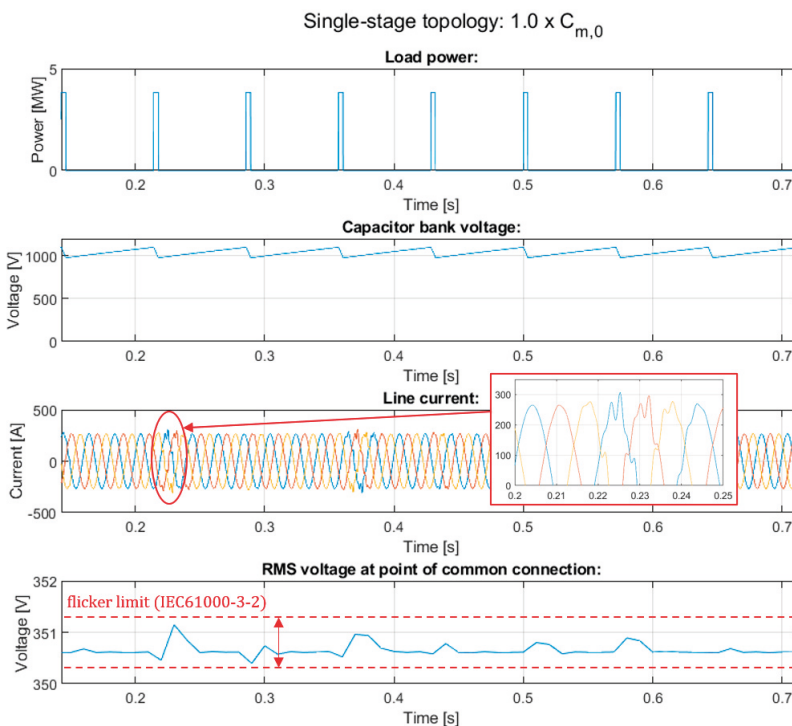 Single-stage topology: 1.0 x C_m,0
Load power:
Power [MW]
5
0
0.2 0.3 0.4 0.5 0.6 0.7
Time [s]
Capacitor bank voltage:
Voltage [V]
1000
500
0
0.2 0.3 0.4 0.5 0.6 0.7
Time [s]
Line current:
Current [A]
500
0
-500
300
200
100
0
0.2 0.21 0.22 0.23 0.24 0.25
0.2 0.3 0.4 0.5 0.6 0.7
Time [s]
RMS voltage at point of common connection:
Voltage [V]
352
351
350
flicker limit (IEC61000-3-2)
0.2 0.3 0.4 0.5 0.6 0.7
Time [s]